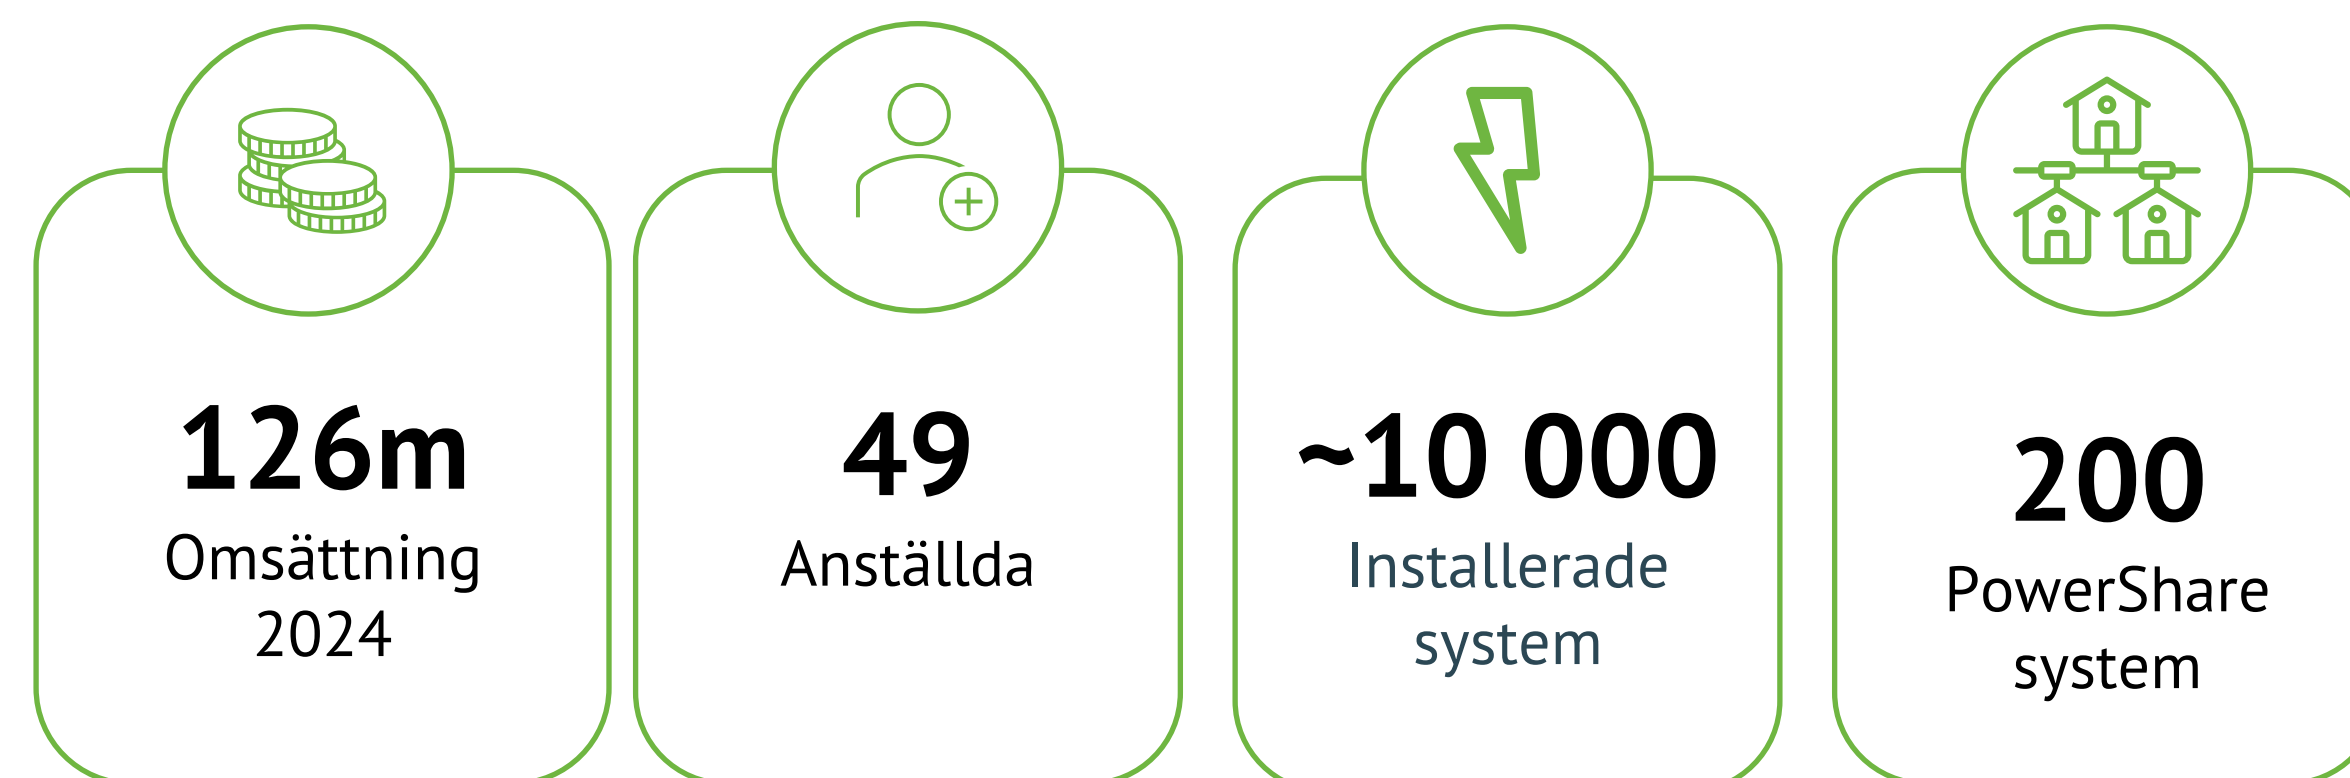 126m
Omsättning
2024
49
Anställda
~10 000
Installerade
system
200
PowerShare
system